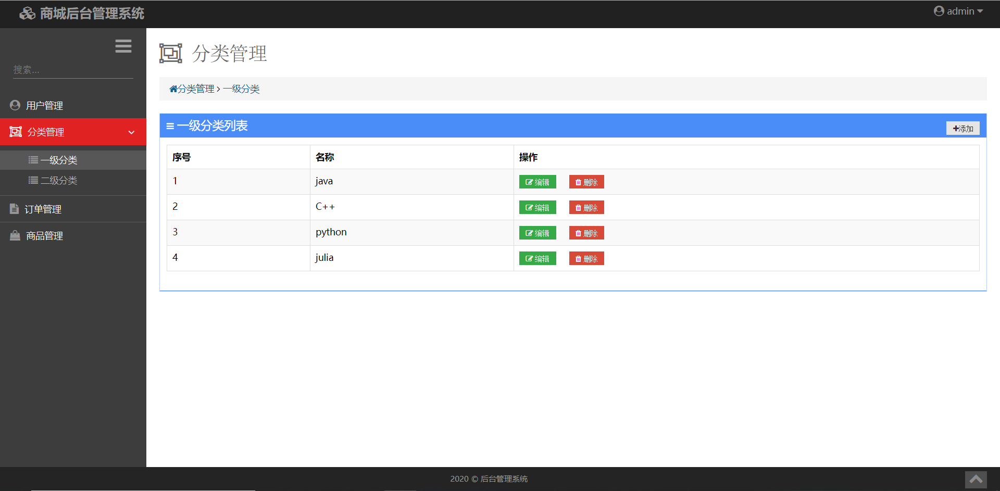 商城后台管理系统
admin
搜索...
用户管理
分类管理
一级分类
二级分类
订单管理
商品管理
分类管理
分类管理 > 一级分类
一级分类列表
添加
序号 名称 操作
1 java 编辑 删除
2 C++ 编辑 删除
3 python 编辑 删除
4 julia 编辑 删除
2020 © 后台管理系统